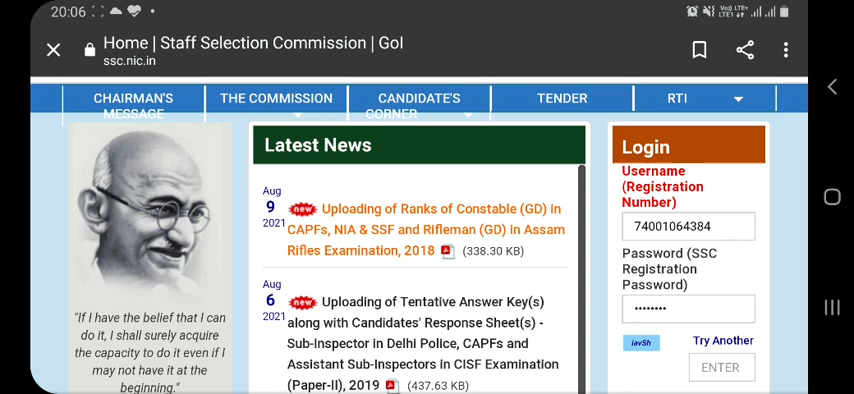 20:06
Home | Staff Selection Commission | GoI
ssc.nic.in
CHAIRMAN'S
MESSAGE
THE COMMISSION
CANDIDATE'S
CORNER
TENDER
RTI
"If I have the belief that I can
do it, I shall surely acquire
the capacity to do it even if I
may not have it at the
beginning."
Latest News
Aug
9
2021
new Uploading of Ranks of Constable (GD) in
CAPFs, NIA & SSF and Rifleman (GD) in Assam
Rifles Examination, 2018 (338.30 KB)
Aug
6
2021
new Uploading of Tentative Answer Key(s)
along with Candidates' Response Sheet(s) -
Sub-Inspector in Delhi Police, CAPFs and
Assistant Sub-Inspectors in CISF Examination
(Paper-II), 2019 (437.63 KB)
Login
Username
(Registration
Number)
74001064384
Password (SSC
Registration
Password)
••••••••
iavSh
Try Another
ENTER